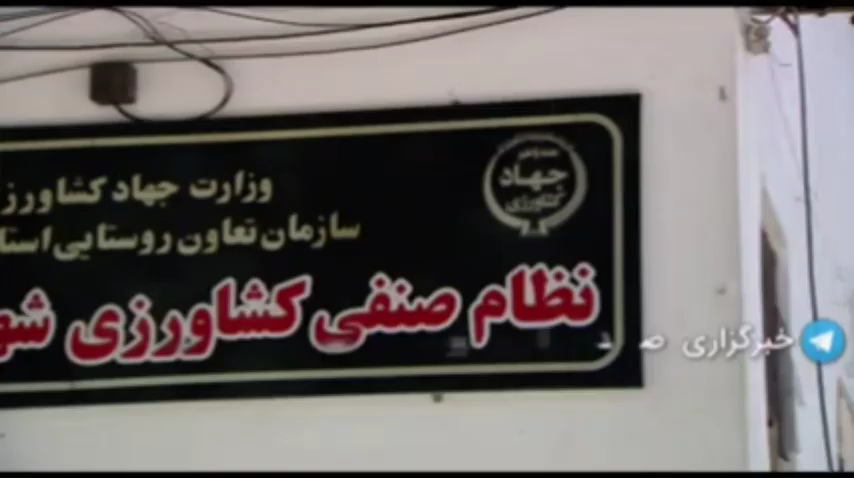 جهاد
کشاورزی
وزارت جهاد کشاورز
سازمان تعاون روستایی استا
نظام صنفی کشاورزی شه
خبرگزاری ص د